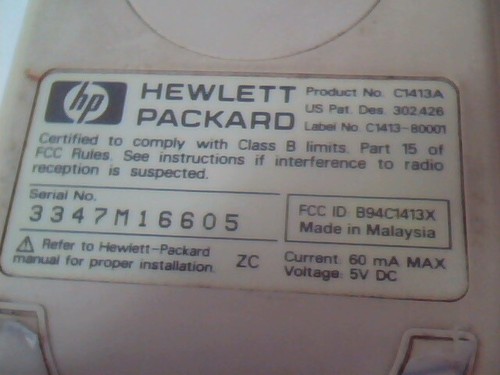 hp HEWLETT PACKARD
Product No. C1413A
US Pat. Des. 302,426
Label No. C1413-B0001
Certified to comply with Class B limits, Part 15 of
FCC Rules. See instructions if interference to radio
reception is suspected.
Serial No.
3347M16605
FCC ID: B94C1413X
Made in Malaysia
Refer to Hewlett-Packard
manual for proper installation.
ZC
Current: 60 mA MAX
Voltage: 5V DC